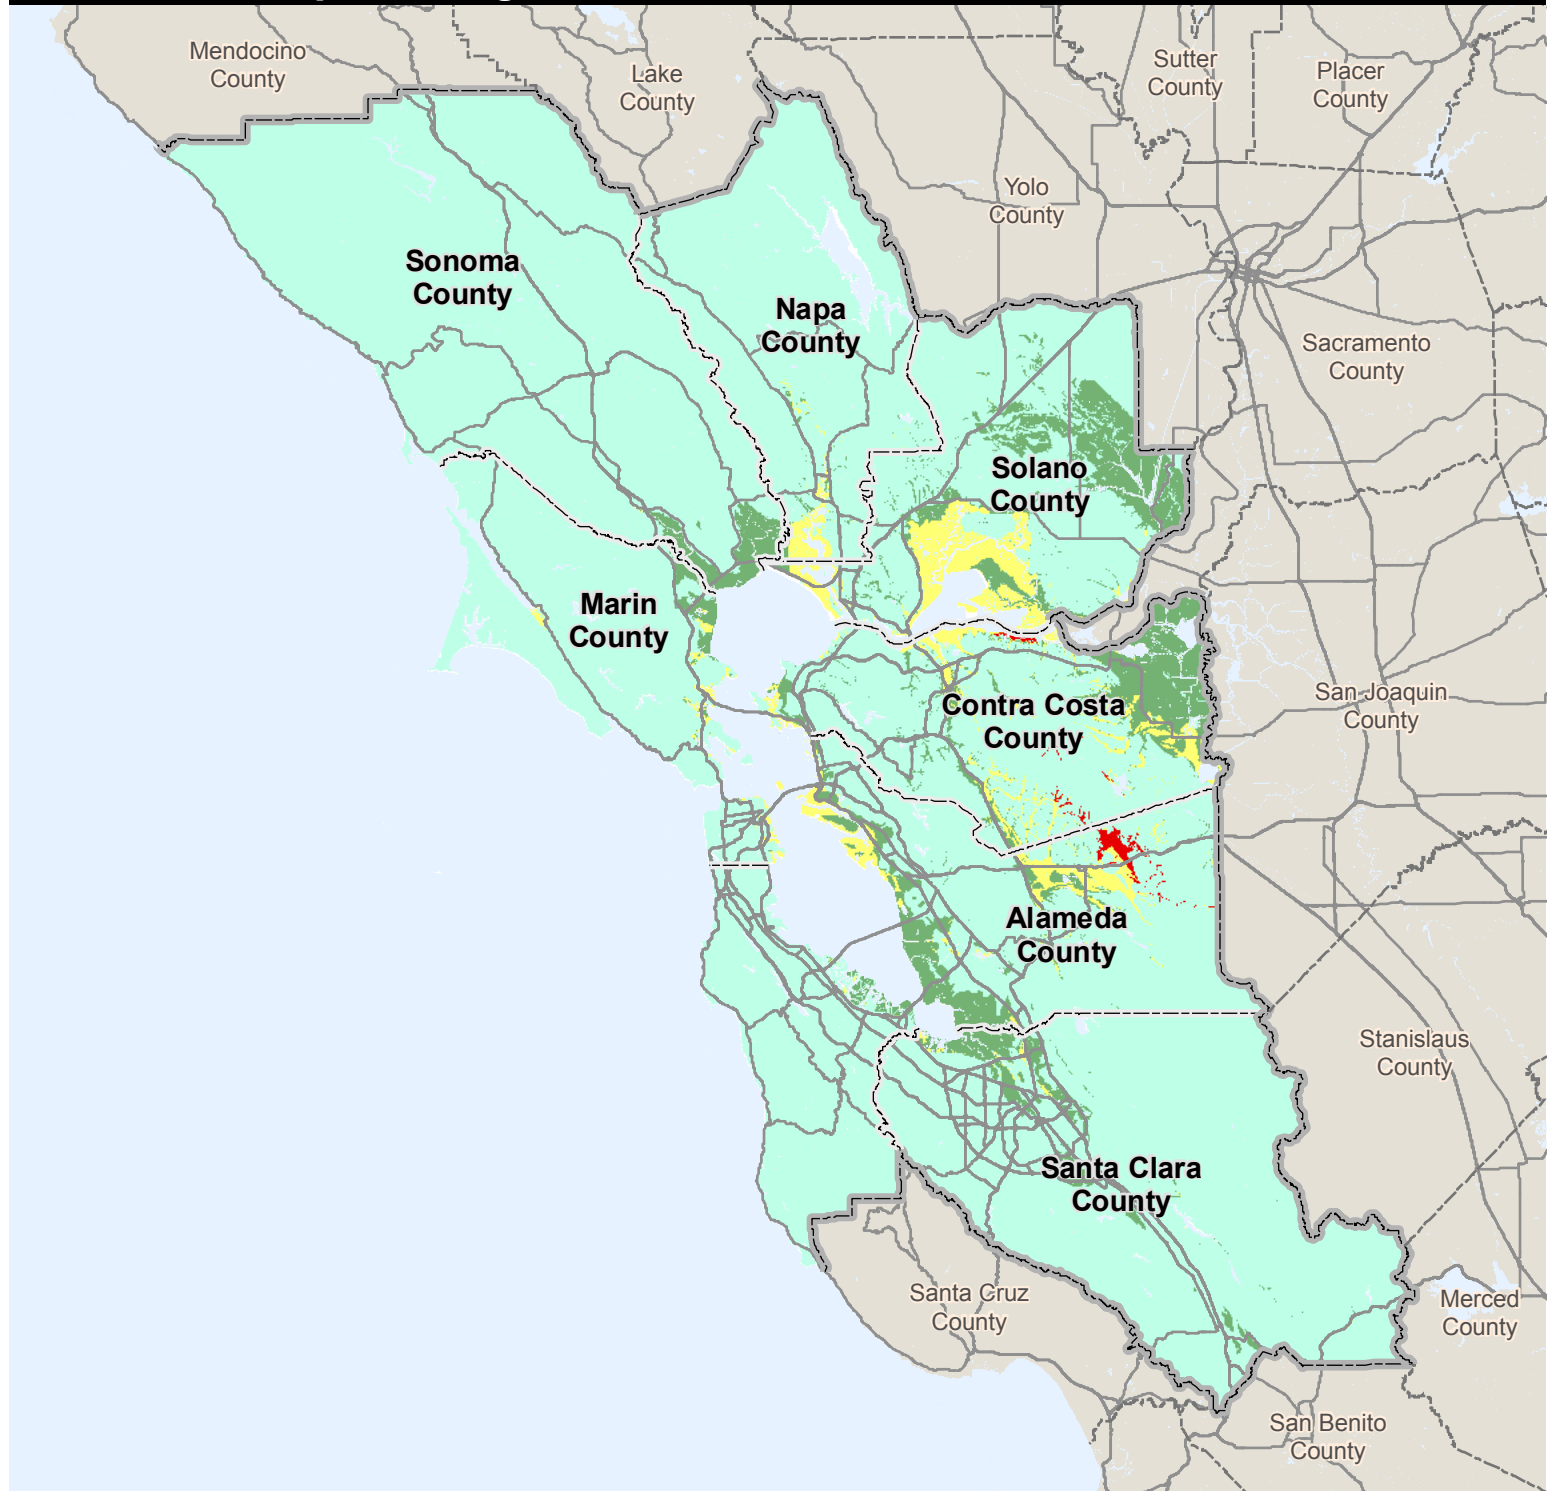 Mendocino
County
Lake
County
Sutter
County
Placer
County
Yolo
County
Sonoma
County
Napa
County
Sacramento
County
Solano
County
Marin
County
San Joaquin
County
Contra Costa
County
Alameda
County
Stanislaus
County
Santa Clara
County
Santa Cruz
County
Merced
County
San Benito
County